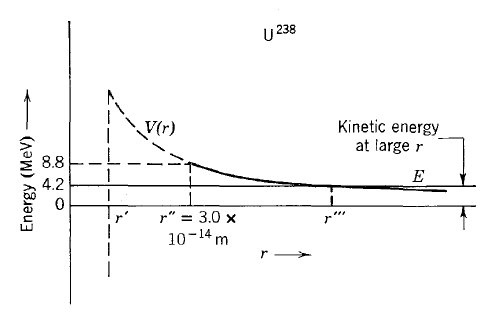 U²³⁸
V(r)
Kinetic energy
at large r
Energy (MeV)
8.8
4.2
0
E
r′
r″ = 3.0 ×
10⁻¹⁴ m
r‴
r